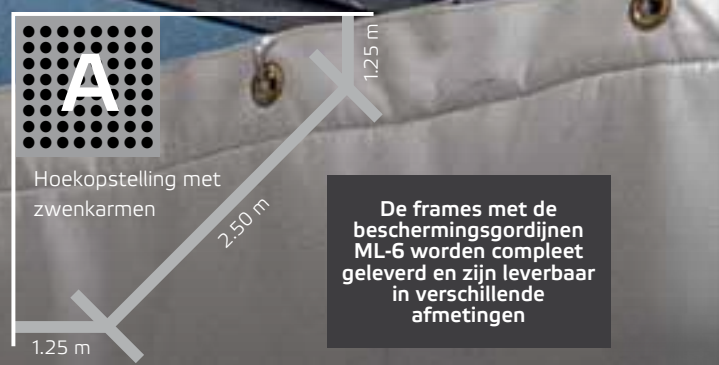 A
1.25 m
Hoekopstelling met
zwenkarmen
2.50 m
1.25 m
De frames met de
beschermingsgordijnen
ML-6 worden compleet
geleverd en zijn leverbaar
in verschillende
afmetingen